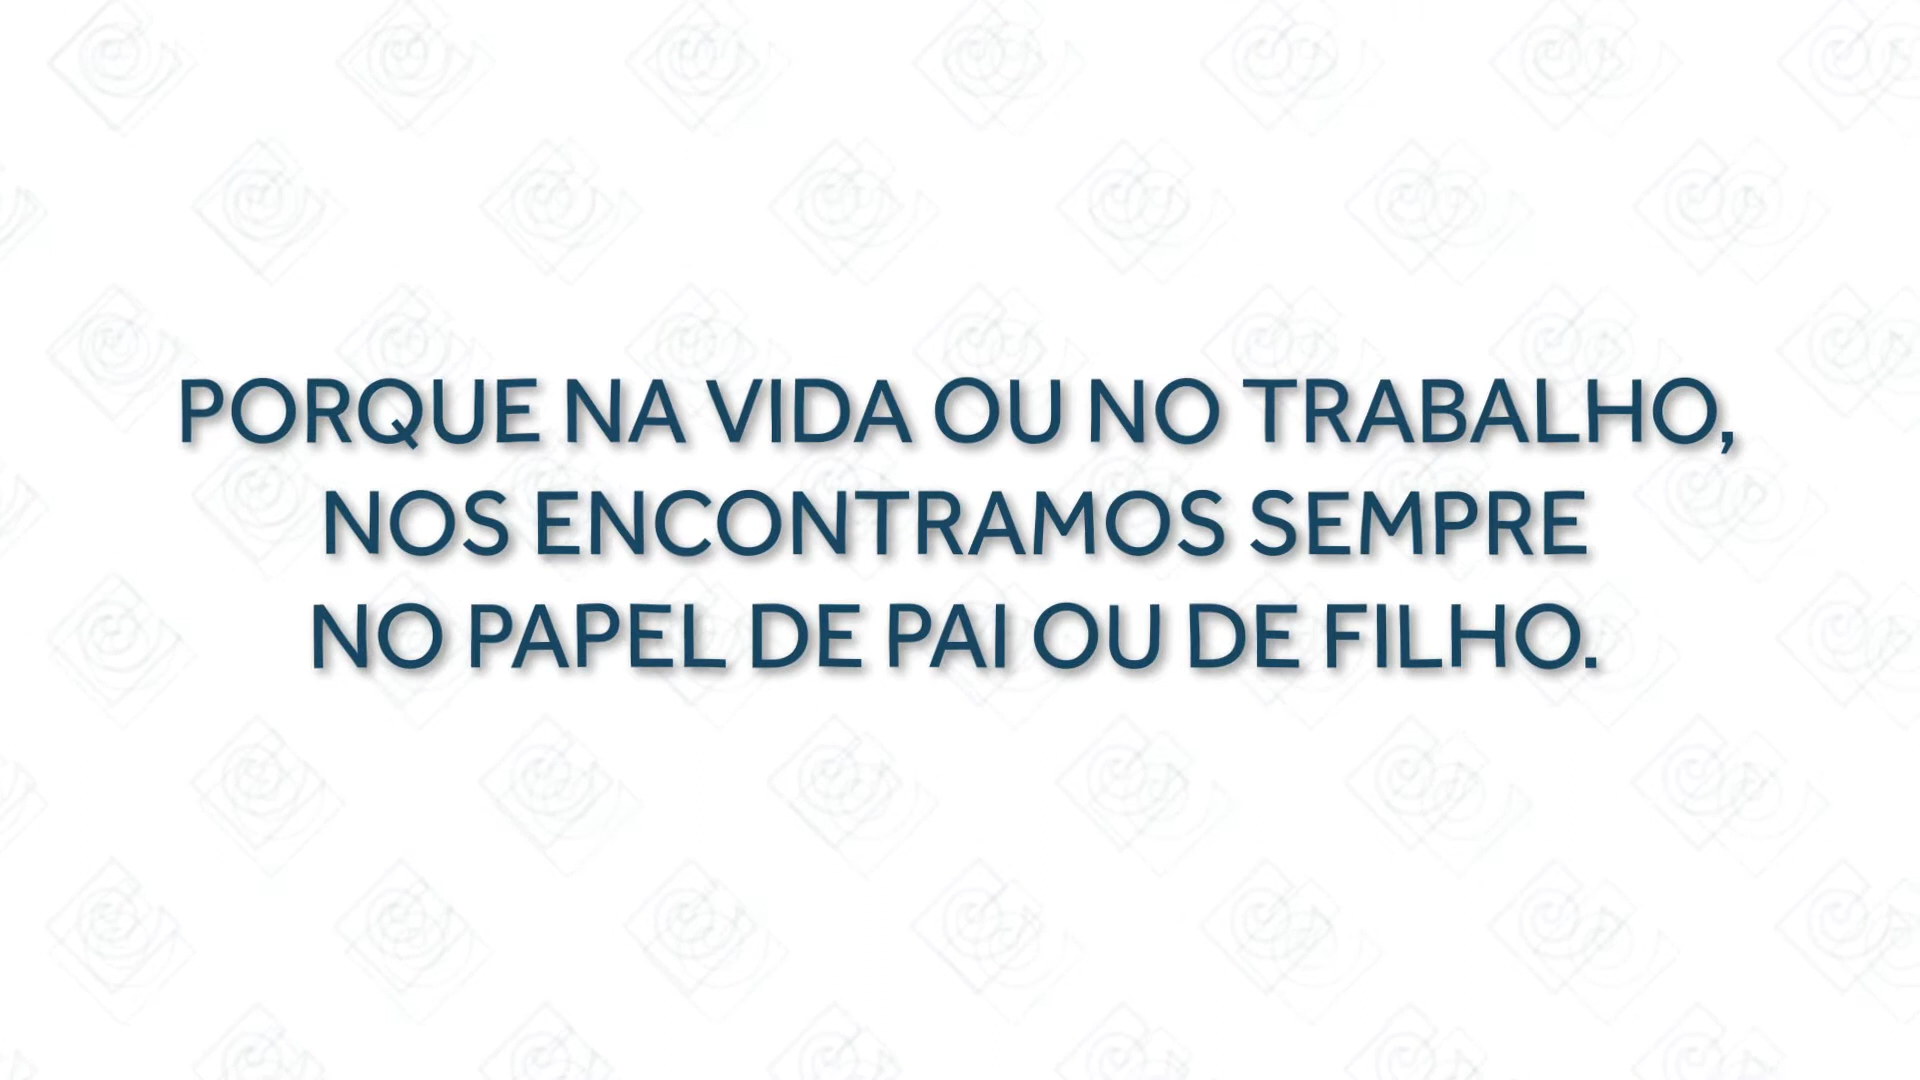 PORQUE NA VIDA OU NO TRABALHO,
NOS ENCONTRAMOS SEMPRE
NO PAPEL DE PAI OU DE FILHO.